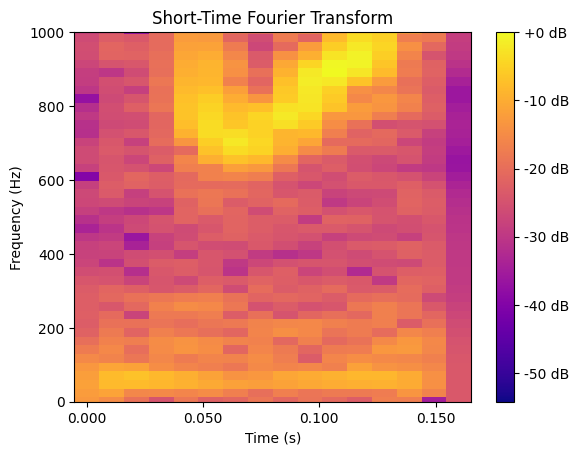 Short-Time Fourier Transform
1000
800
600
400
200
0
Frequency (Hz)
0.000
0.050
0.100
0.150
Time (s)
+0 dB
-10 dB
-20 dB
-30 dB
-40 dB
-50 dB